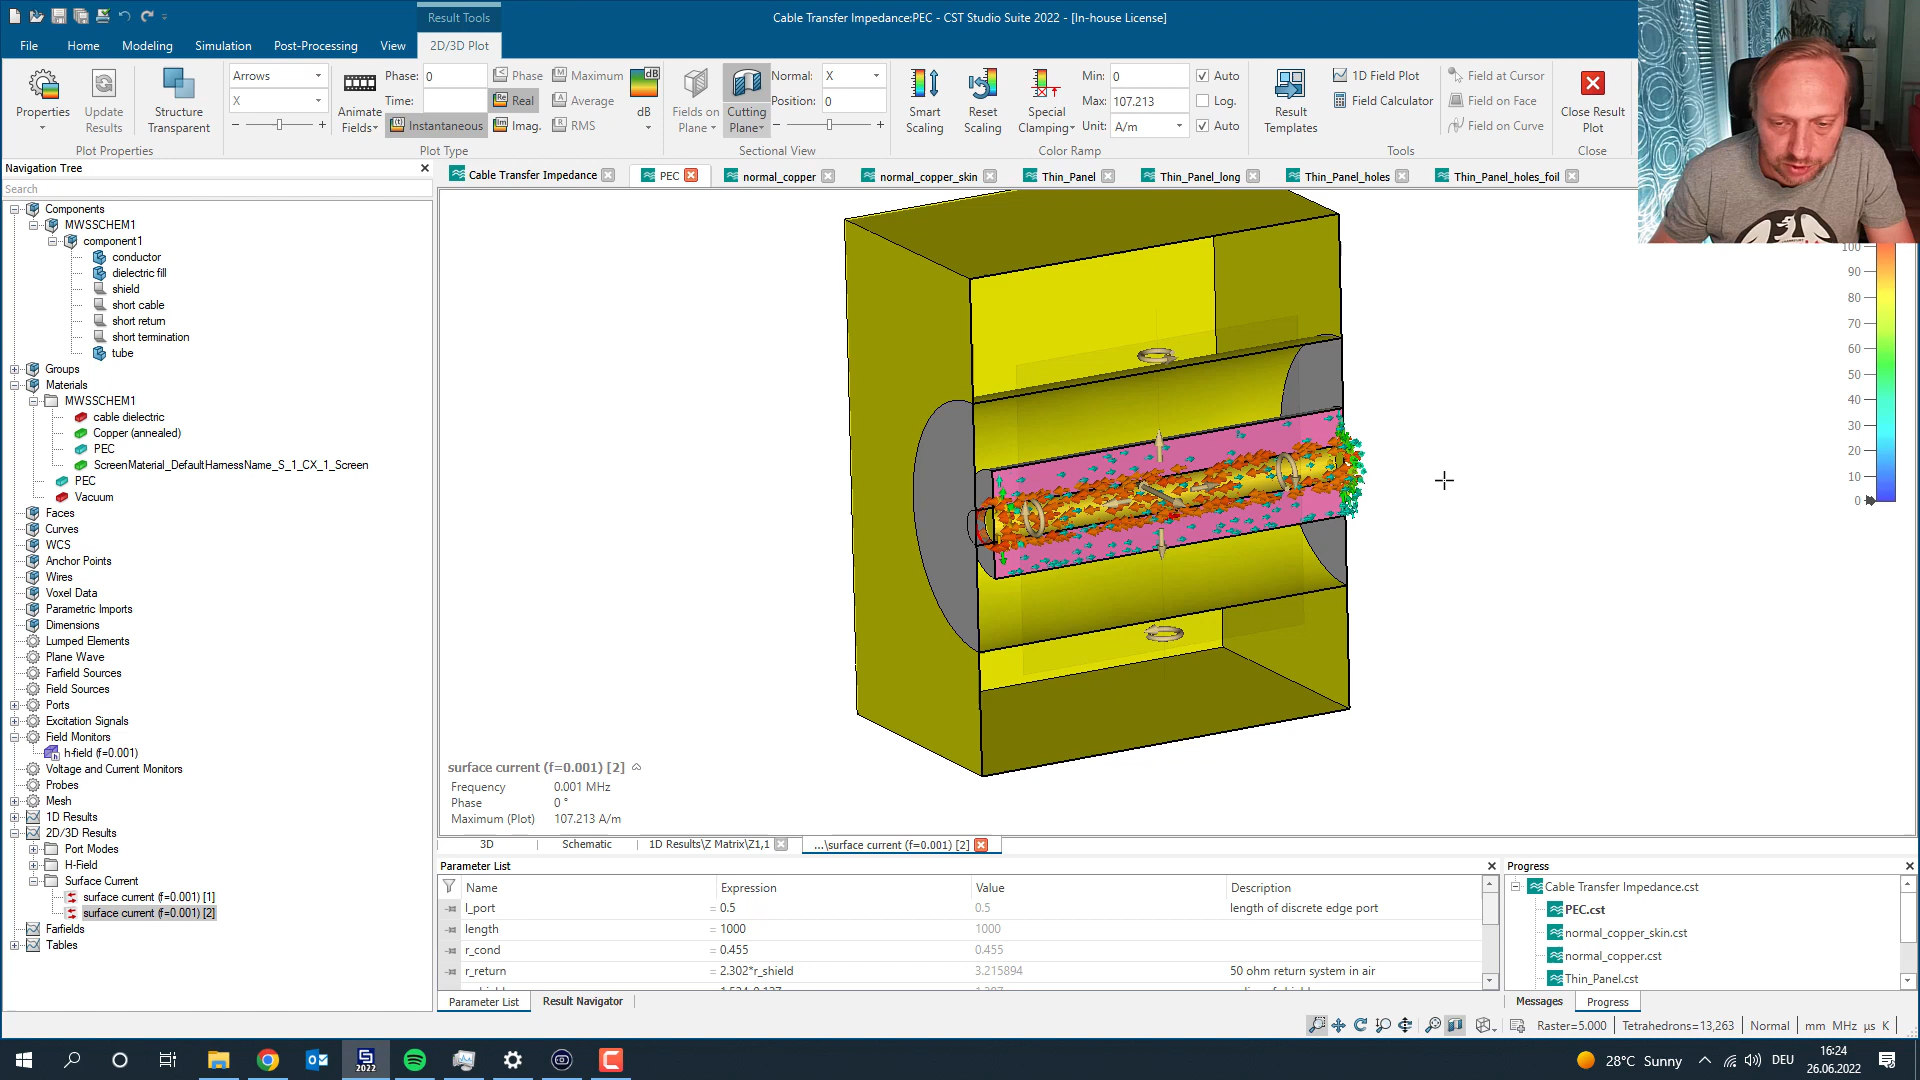 Result Tools
Cable Transfer Impedance:PEC - CST Studio Suite 2022 - [In-house License]
File Home Modeling Simulation Post-Processing View 2D/3D Plot
Properties
Update Results
Structure Transparent
Plot Properties
Arrows
X
Animate Fields
Phase: 0
Time:
Instantaneous
Phase
Real
Imag.
Maximum
Average
RMS
dB
dB
Plot Type
Fields on Plane
Cutting Plane
Normal: X
Position: 0
Sectional View
Smart Scaling
Reset Scaling
Special Clamping
Min: 0
Max: 107.213
Unit: A/m
Auto
Log.
Auto
Color Ramp
Result Templates
1D Field Plot
Field Calculator
Field at Cursor
Field on Face
Field on Curve
Tools
Close Result Plot
Close
Navigation Tree
Search
Cable Transfer Impedance PEC normal_copper normal_copper_skin Thin_Panel Thin_Panel_long Thin_Panel_holes Thin_Panel_holes_foil
Components
MWSSCHEM1
component1
conductor
dielectric fill
shield
short cable
short return
short termination
tube
Groups
Materials
MWSSCHEM1
cable dielectric
Copper (annealed)
PEC
ScreenMaterial_DefaultHarnessName_S_1_CX_1_Screen
PEC
Vacuum
Faces
Curves
WCS
Anchor Points
Wires
Voxel Data
Parametric Imports
Dimensions
Lumped Elements
Plane Wave
Farfield Sources
Field Sources
Ports
Excitation Signals
Field Monitors
h-field (f=0.001)
Voltage and Current Monitors
Probes
Mesh
1D Results
2D/3D Results
Port Modes
H-Field
Surface Current
surface current (f=0.001) [1]
surface current (f=0.001) [2]
Farfields
Tables
100
90
80
70
60
50
40
30
20
10
0
surface current (f=0.001) [2]
Frequency 0.001 MHz
Phase 0 °
Maximum (Plot) 107.213 A/m
3D Schematic 1D Results\Z Matrix\Z1,1 ...\surface current (f=0.001) [2]
Parameter List
Name Expression Value Description
l_port = 0.5 0.5 length of discrete edge port
length = 1000 1000
r_cond = 0.455 0.455
r_return = 2.302*r_shield 3.215894 50 ohm return system in air
Parameter List Result Navigator
Progress
Cable Transfer Impedance.cst
PEC.cst
normal_copper_skin.cst
normal_copper.cst
Thin_Panel.cst
Messages Progress
Raster=5.000 Tetrahedrons=13,263 Normal mm MHz µs K
2022
28°C Sunny
DEU
16:24
26.06.2022